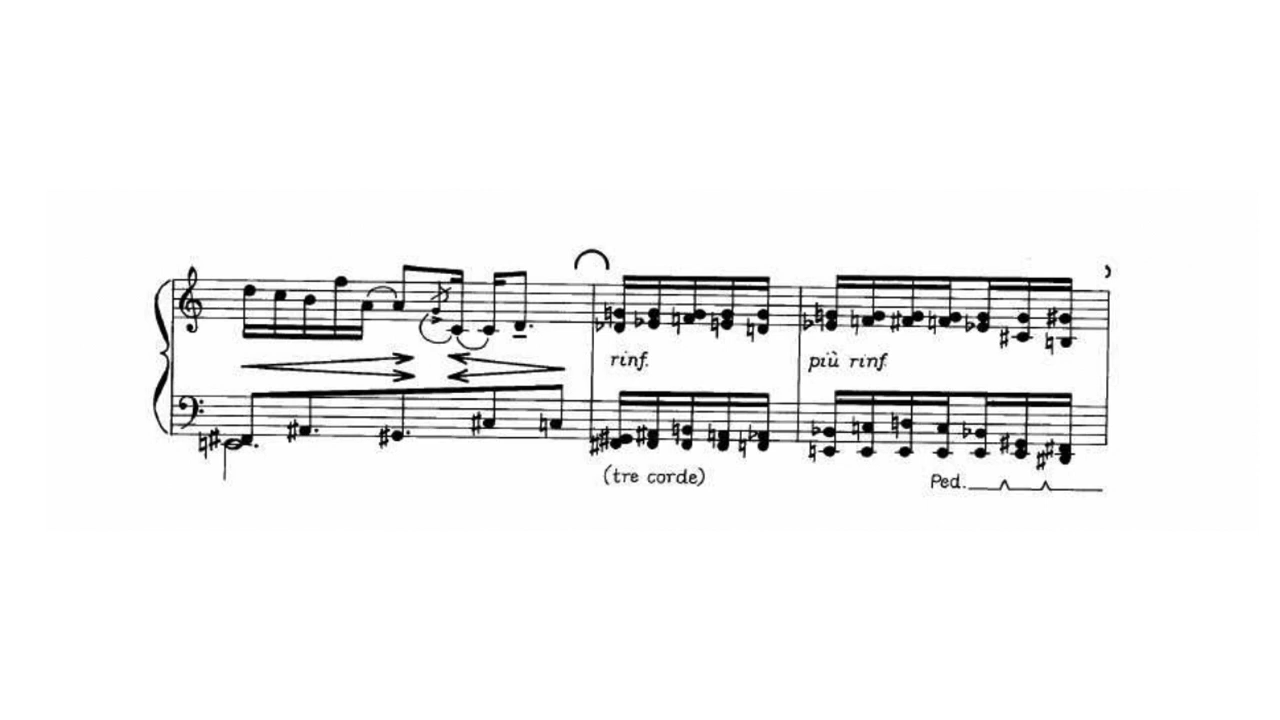 rinf.
più rinf.
(tre corde)
Ped.